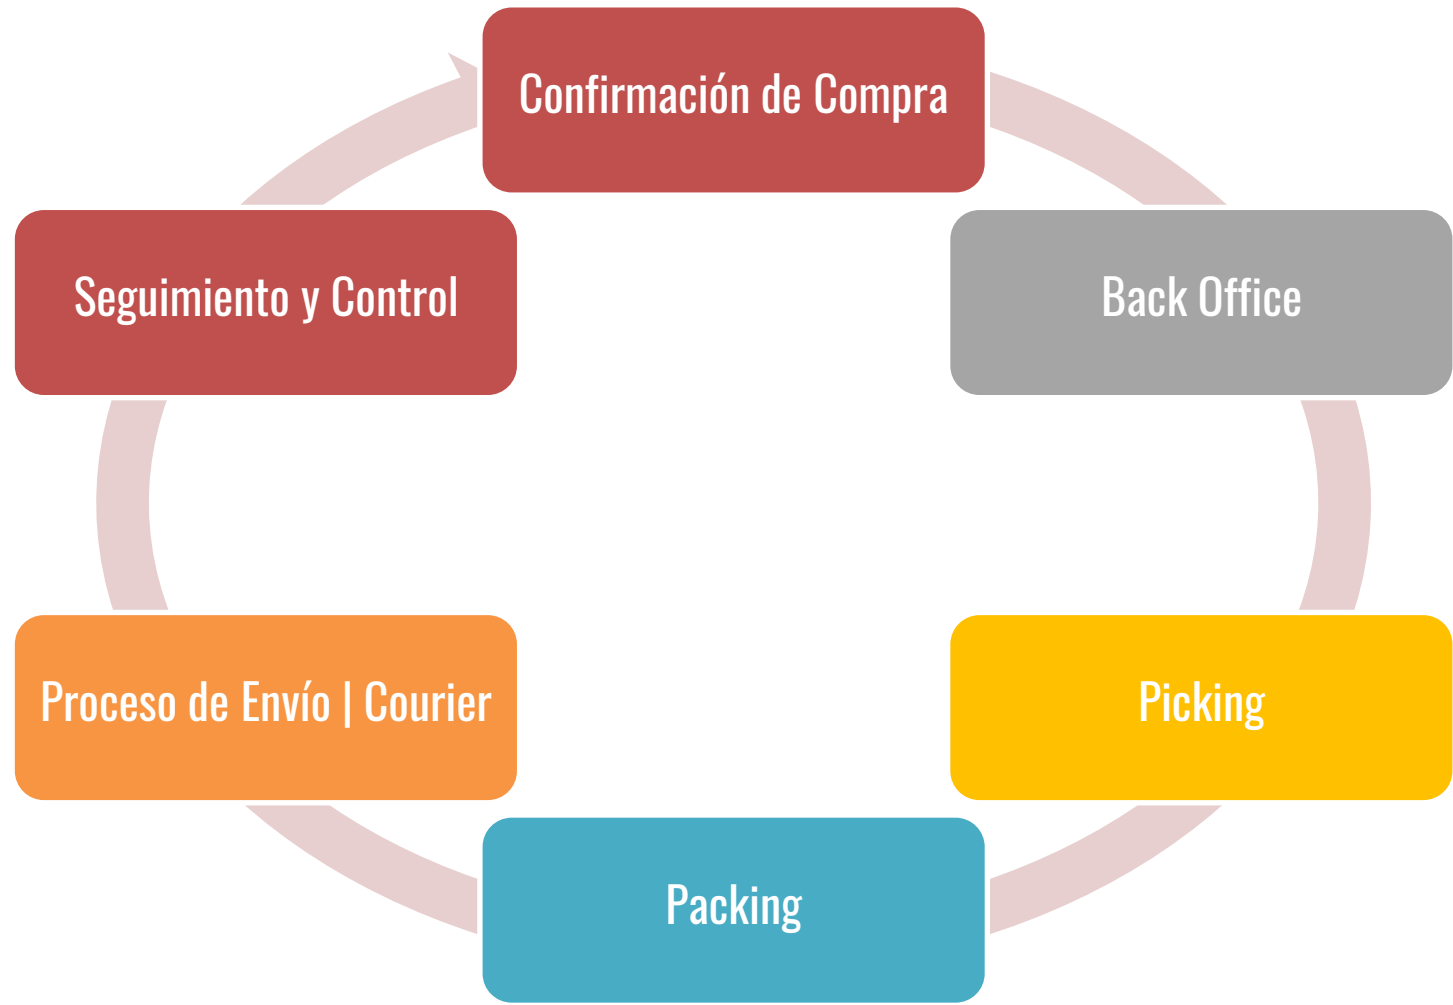 Confirmación de Compra
Back Office
Picking
Packing
Proceso de Envío | Courier
Seguimiento y Control